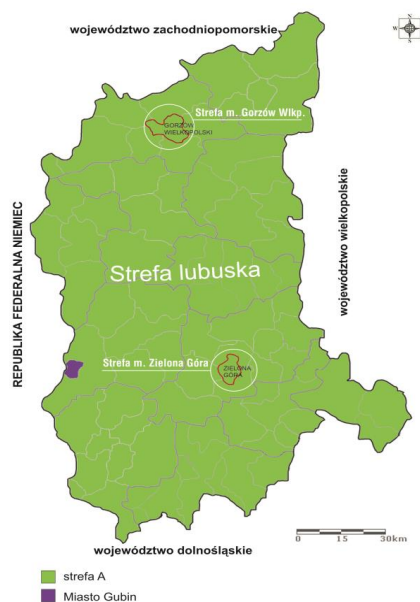 województwo zachodniopomorskie
N
W
E
S
Strefa m. Gorzów Wlkp.
GORZÓW
WIELKOPOLSKI
REPUBLIKA FEDERALNA NIEMIEC
województwo wielkopolskie
Strefa lubuska
Strefa m. Zielona Góra
ZIELONA
GÓRA
0 15 30km
województwo dolnośląskie
strefa A
Miasto Gubin